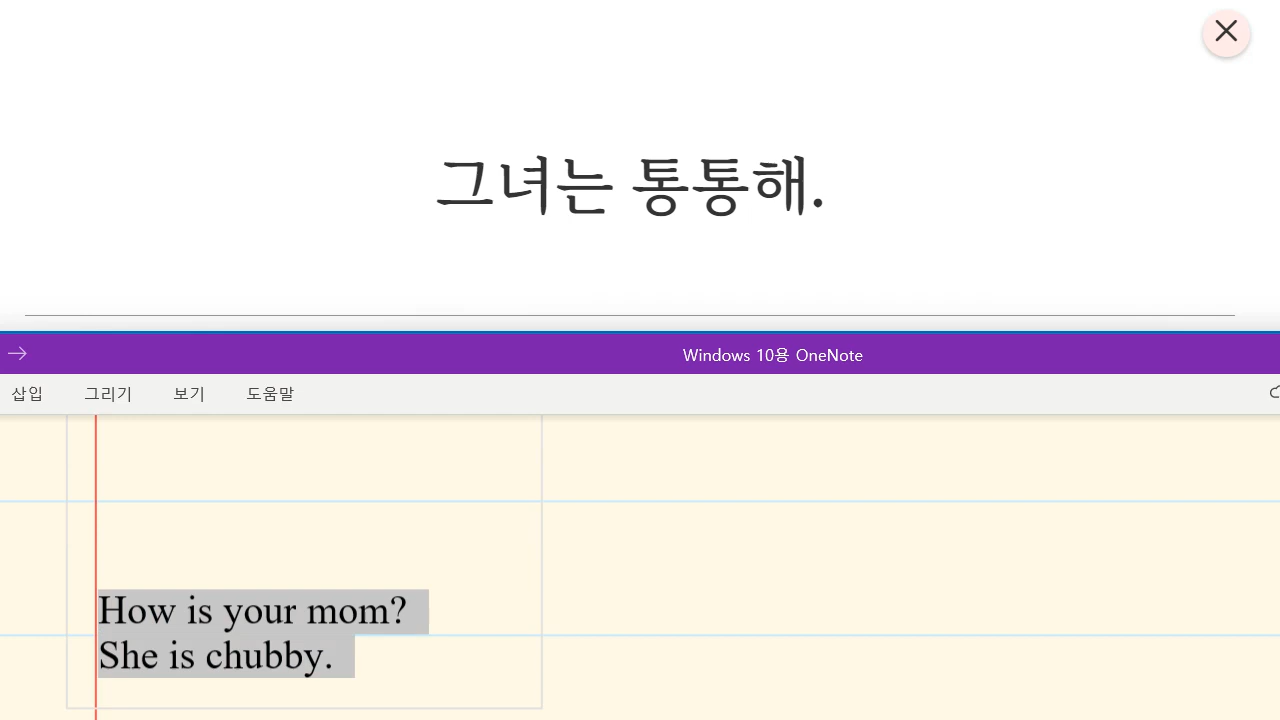 그녀는 통통해.
Windows 10용 OneNote
삽입 그리기 보기 도움말
How is your mom?
She is chubby.